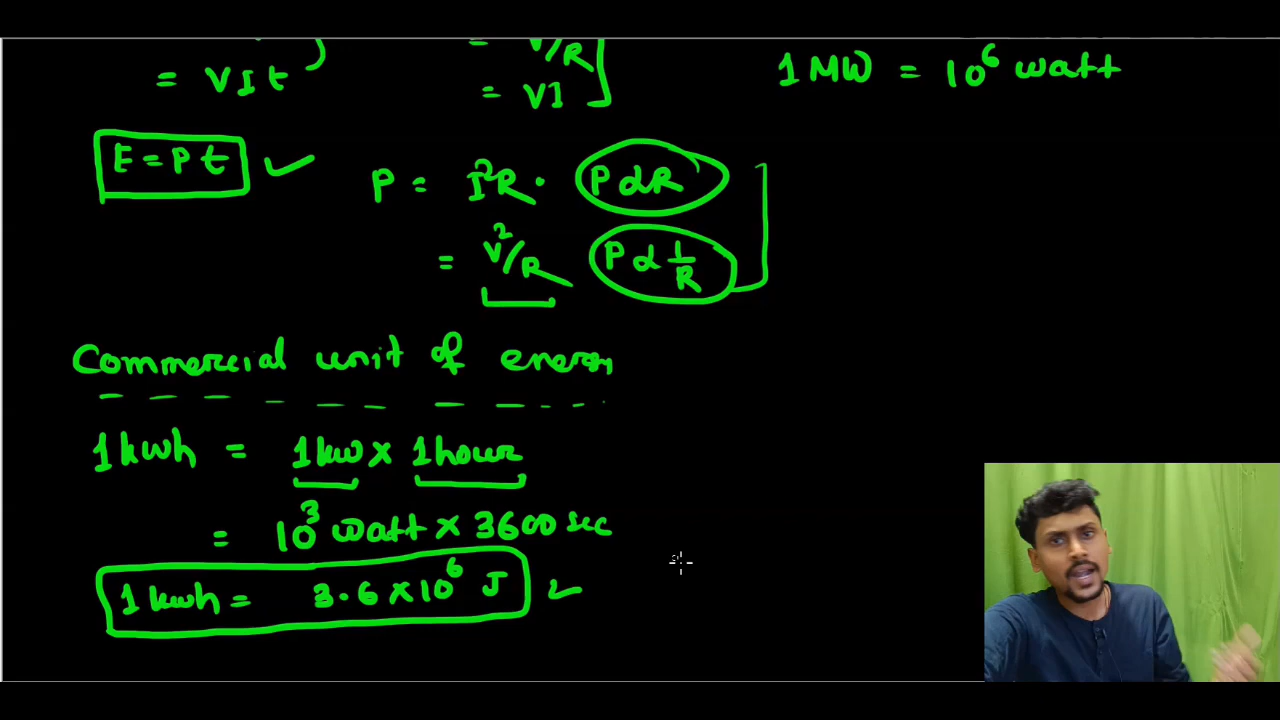 = V/R
1 MW = 10⁶ watt
= VIt
= VI
E = Pt
P = I²R. P α R
= V²/R P α 1/R
Commercial unit of energy
1 kwh = 1 kw × 1 hour
= 10³ watt × 3600 sec
1 kwh = 3.6 × 10⁶ J